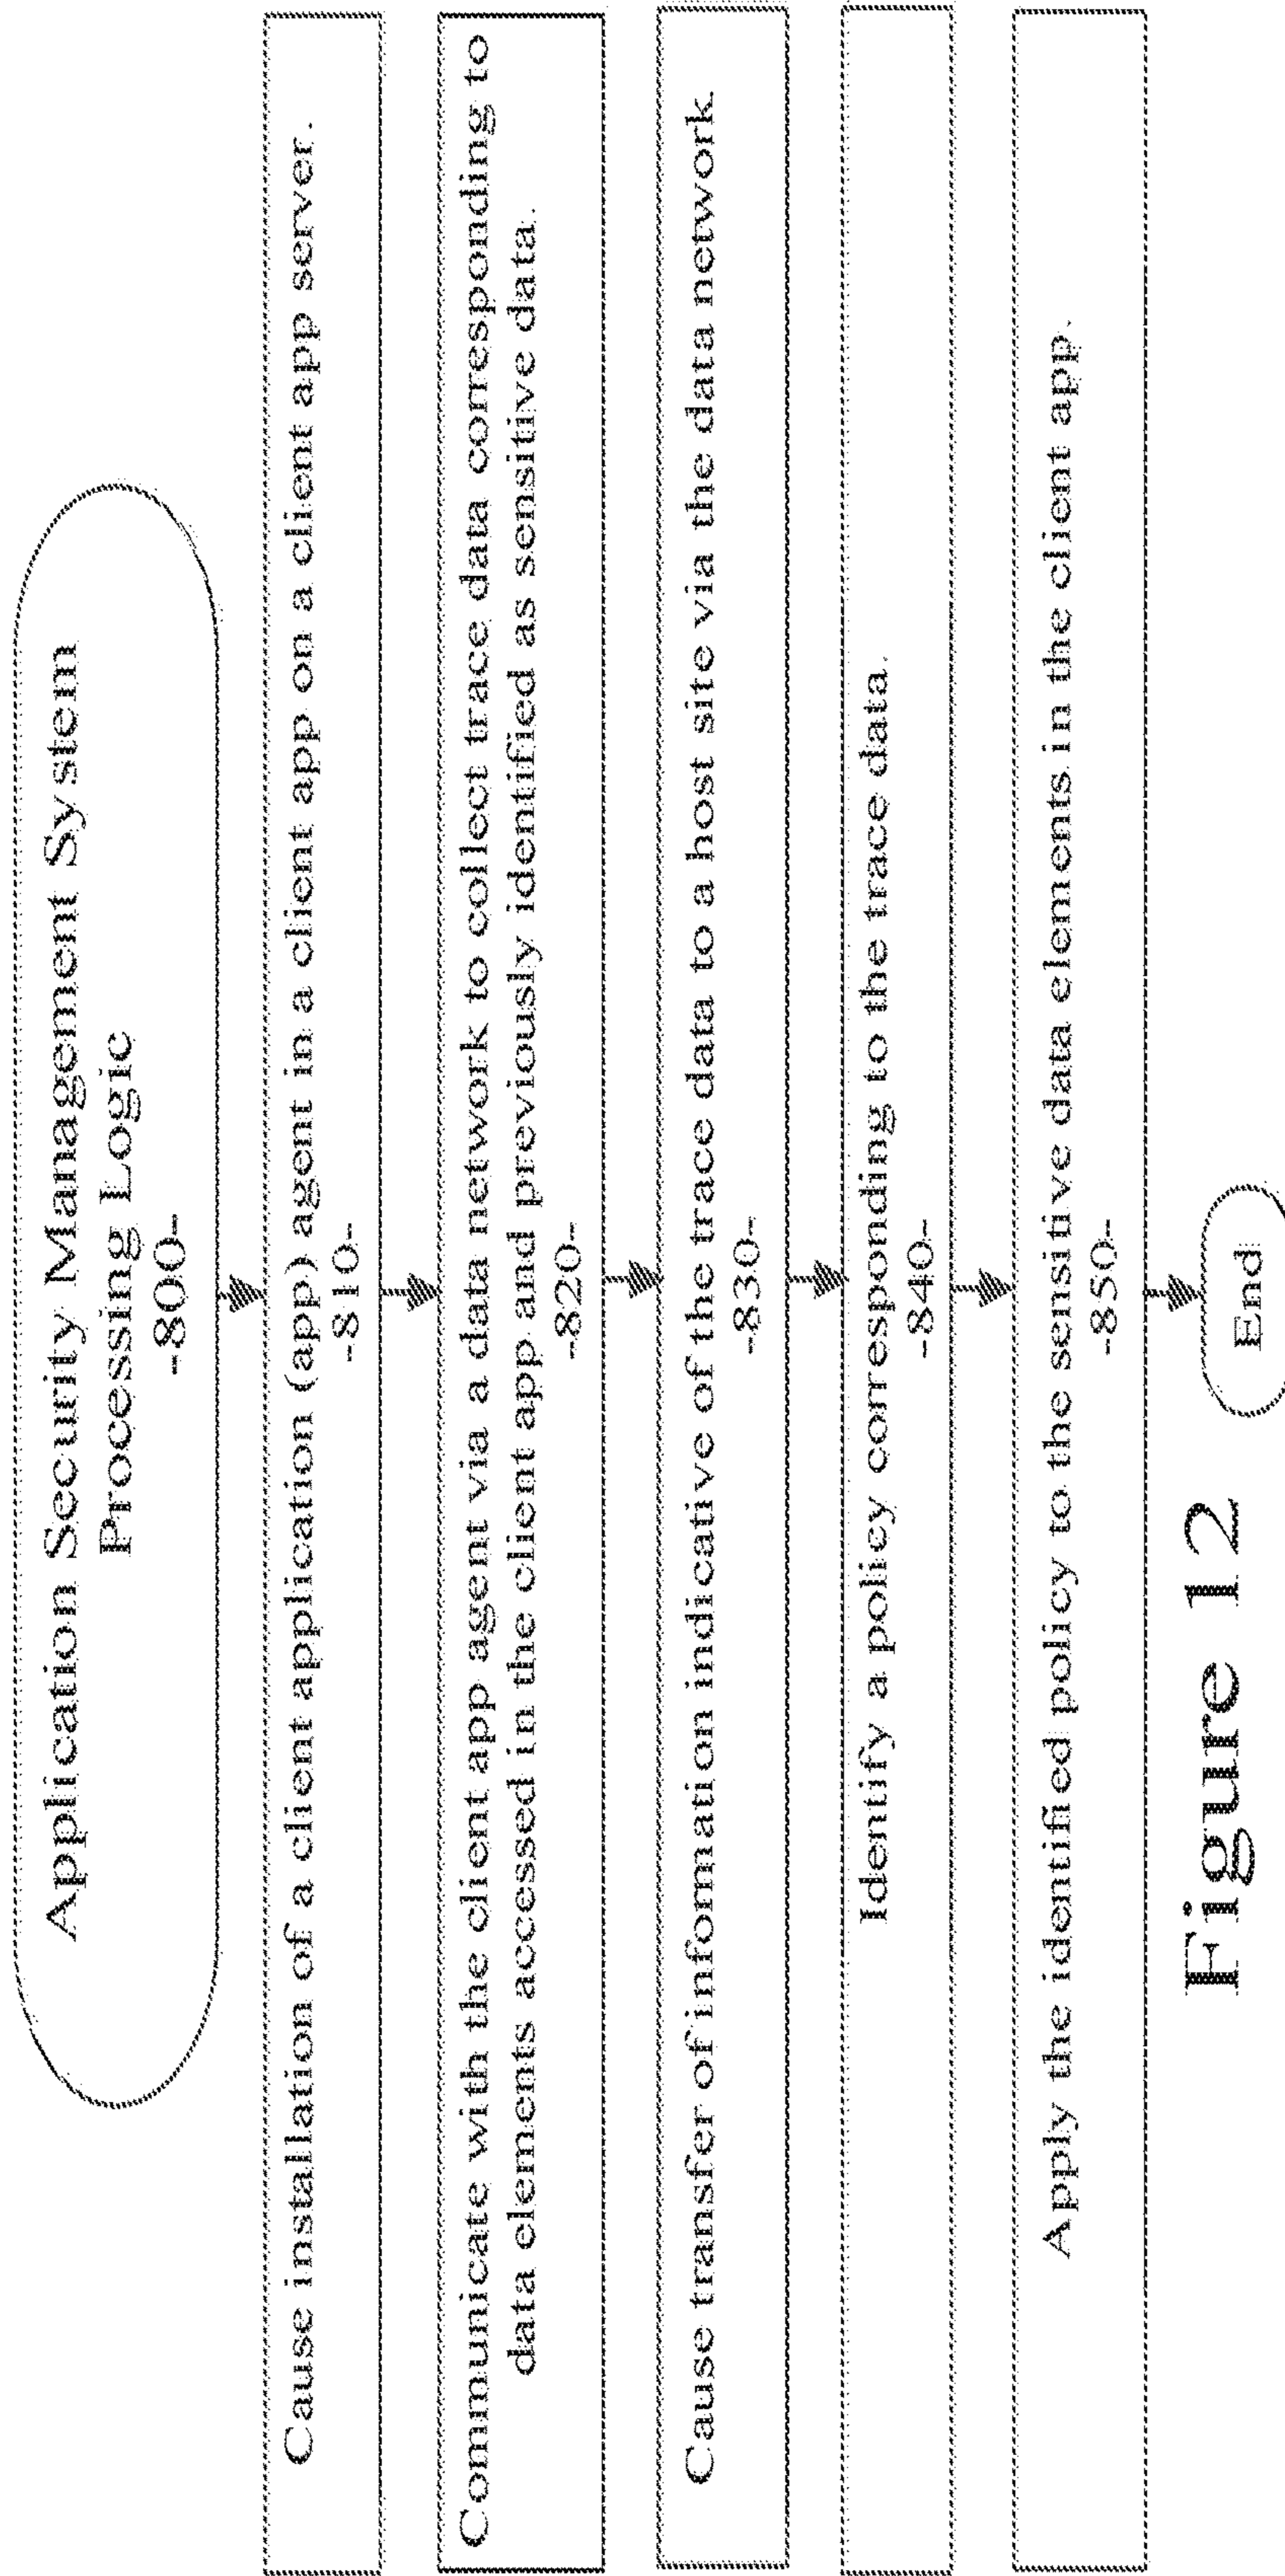 Application Security Management System
Processing Logic
-800-
Cause installation of a client application (app) agent in a client app on a client app server.
-810-
Communicate with the client app agent via a data network to collect trace data corresponding to
data elements accessed in the client app and previously identified as sensitive data.
-820-
Cause transfer of information indicative of the trace data to a host site via the data network.
-830-
Identify a policy corresponding to the trace data.
-840-
Apply the identified policy to the sensitive data elements in the client app.
-850-
End
Figure 12